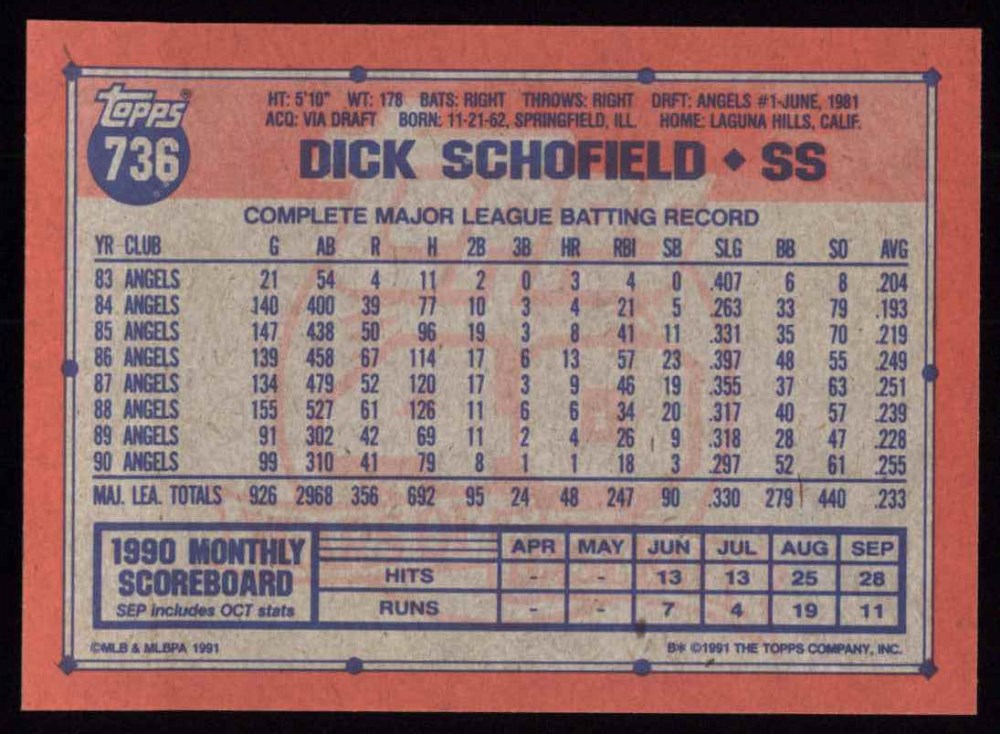 topps®
736
HT: 5'10" WT: 178 BATS: RIGHT THROWS: RIGHT DRFT: ANGELS #1-JUNE, 1981
ACQ: VIA DRAFT BORN: 11-21-62, SPRINGFIELD, ILL. HOME: LAGUNA HILLS, CALIF.
DICK SCHOFIELD ♦ SS
COMPLETE MAJOR LEAGUE BATTING RECORD
YR CLUB G AB R H 2B 3B HR RBI SB SLG BB SO AVG
83 ANGELS 21 54 4 11 2 0 3 4 0 .407 6 8 .204
84 ANGELS 140 400 39 77 10 3 4 21 5 .263 33 79 .193
85 ANGELS 147 438 50 96 19 3 8 41 11 .331 35 70 .219
86 ANGELS 139 458 67 114 17 6 13 57 23 .397 48 55 .249
87 ANGELS 134 479 52 120 17 3 9 46 19 .355 37 63 .251
88 ANGELS 155 527 61 126 11 6 6 34 20 .317 40 57 .239
89 ANGELS 91 302 42 69 11 2 4 26 9 .318 28 47 .228
90 ANGELS 99 310 41 79 8 1 1 18 3 .297 52 61 .255
MAJ. LEA. TOTALS 926 2968 356 692 95 24 48 247 90 .330 279 440 .233
1990 MONTHLY
SCOREBOARD
SEP includes OCT stats
APR MAY JUN JUL AUG SEP
HITS - - 13 13 25 28
RUNS - - 7 4 19 11
©MLB & MLBPA 1991
B* ©1991 THE TOPPS COMPANY, INC.